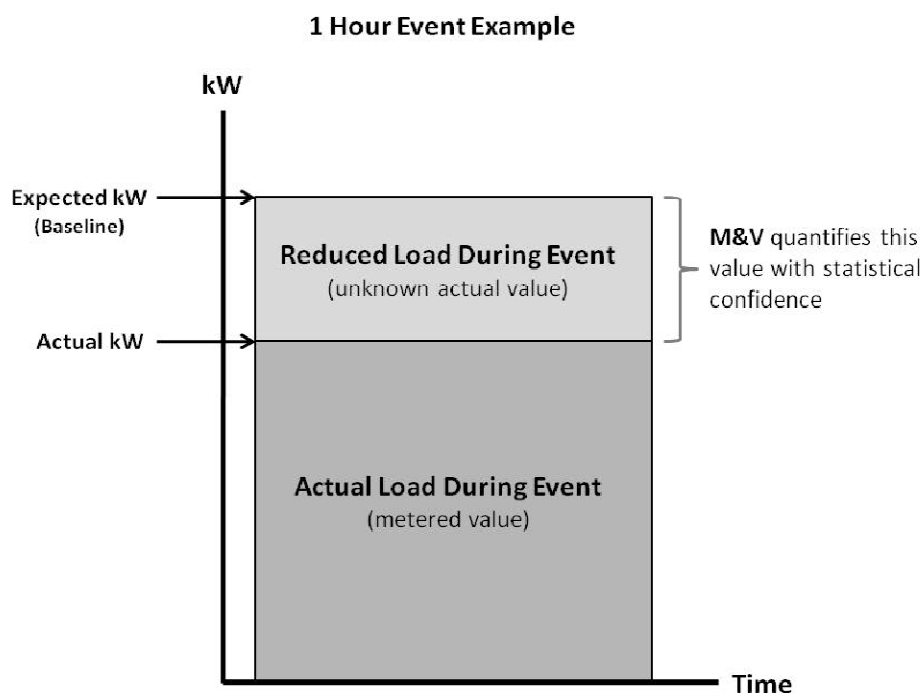 1 Hour Event Example
kW
Expected kW
(Baseline)
Reduced Load During Event
(unknown actual value)
M&V quantifies this
value with statistical
confidence
Actual kW
Actual Load During Event
(metered value)
Time